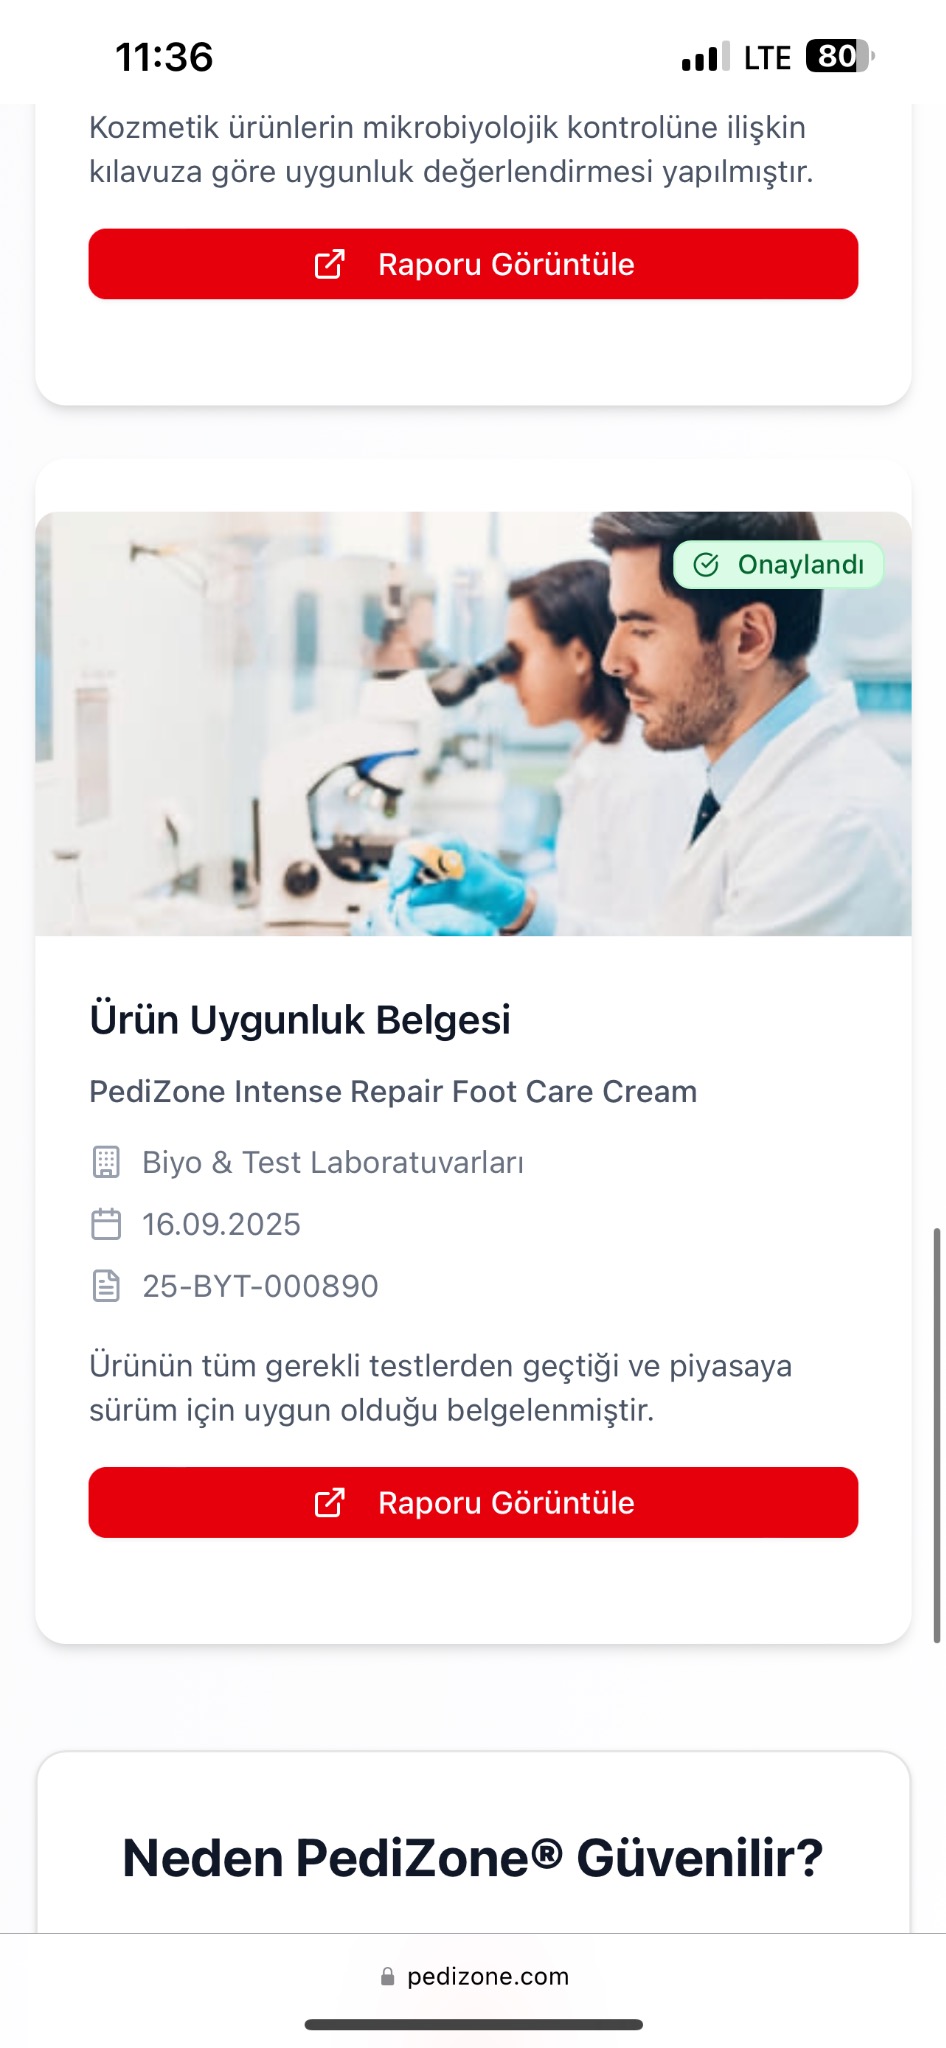 11:36
LTE
80
Kozmetik ürünlerin mikrobiyolojik kontrolüne ilişkin
kılavuza göre uygunluk değerlendirmesi yapılmıştır.
Raporu Görüntüle
Onaylandı
Ürün Uygunluk Belgesi
PediZone Intense Repair Foot Care Cream
Biyo & Test Laboratuvarları
16.09.2025
25-BYT-000890
Ürünün tüm gerekli testlerden geçtiği ve piyasaya
sürüm için uygun olduğu belgelenmiştir.
Raporu Görüntüle
Neden PediZone® Güvenilir?
pedizone.com